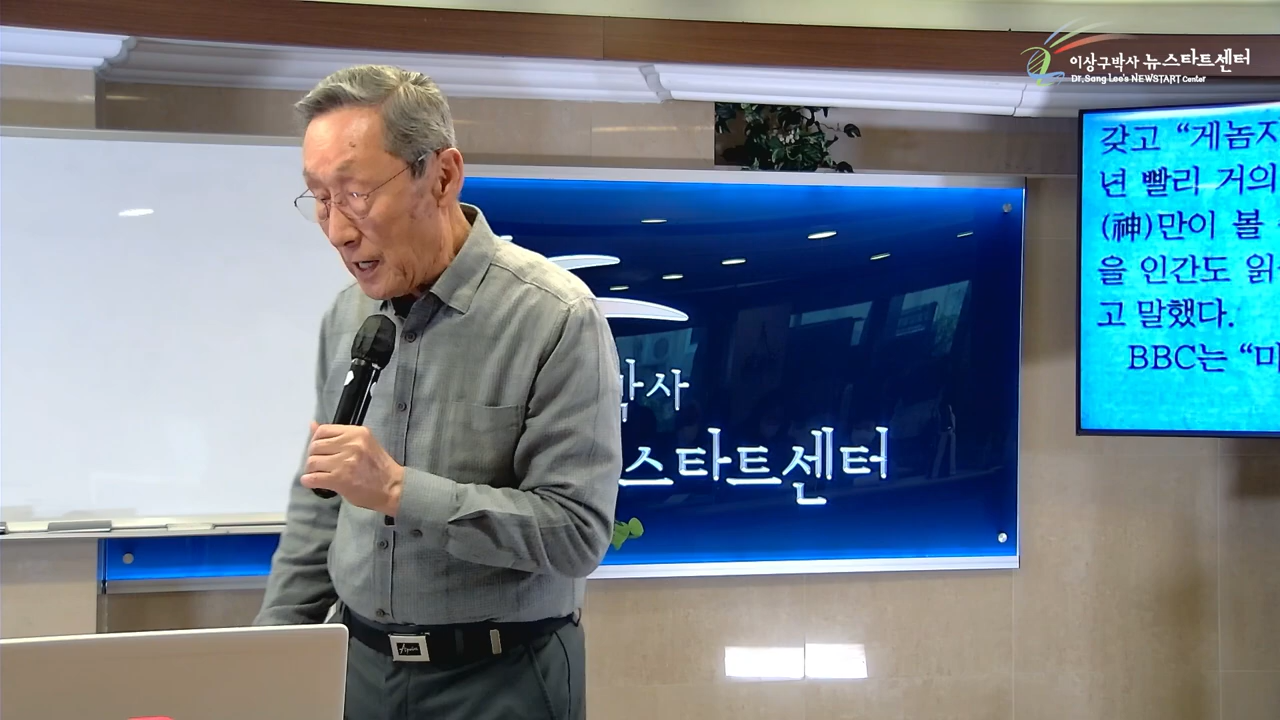 이상구박사 뉴스타트센터
Dr. Sang Lee's NEWSTART Center
갖고 “게놈지
년 빨리 거의
(神)만이 볼
을 인간도 읽
고 말했다.
BBC는 “미
박사
스타트센터